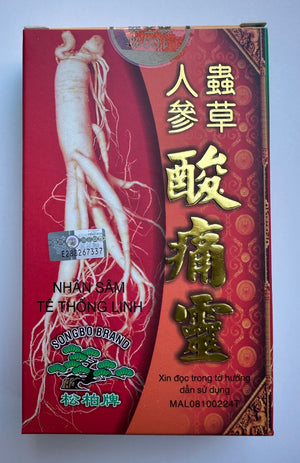 人參
蟲草
酸痛靈
E288267337
NHÂN SÂM
TÊ THỐNG LINH
SONGBO BRAND
松柏牌
Xin đọc trong tờ hướng
dẫn sử dụng
MAL08100224T